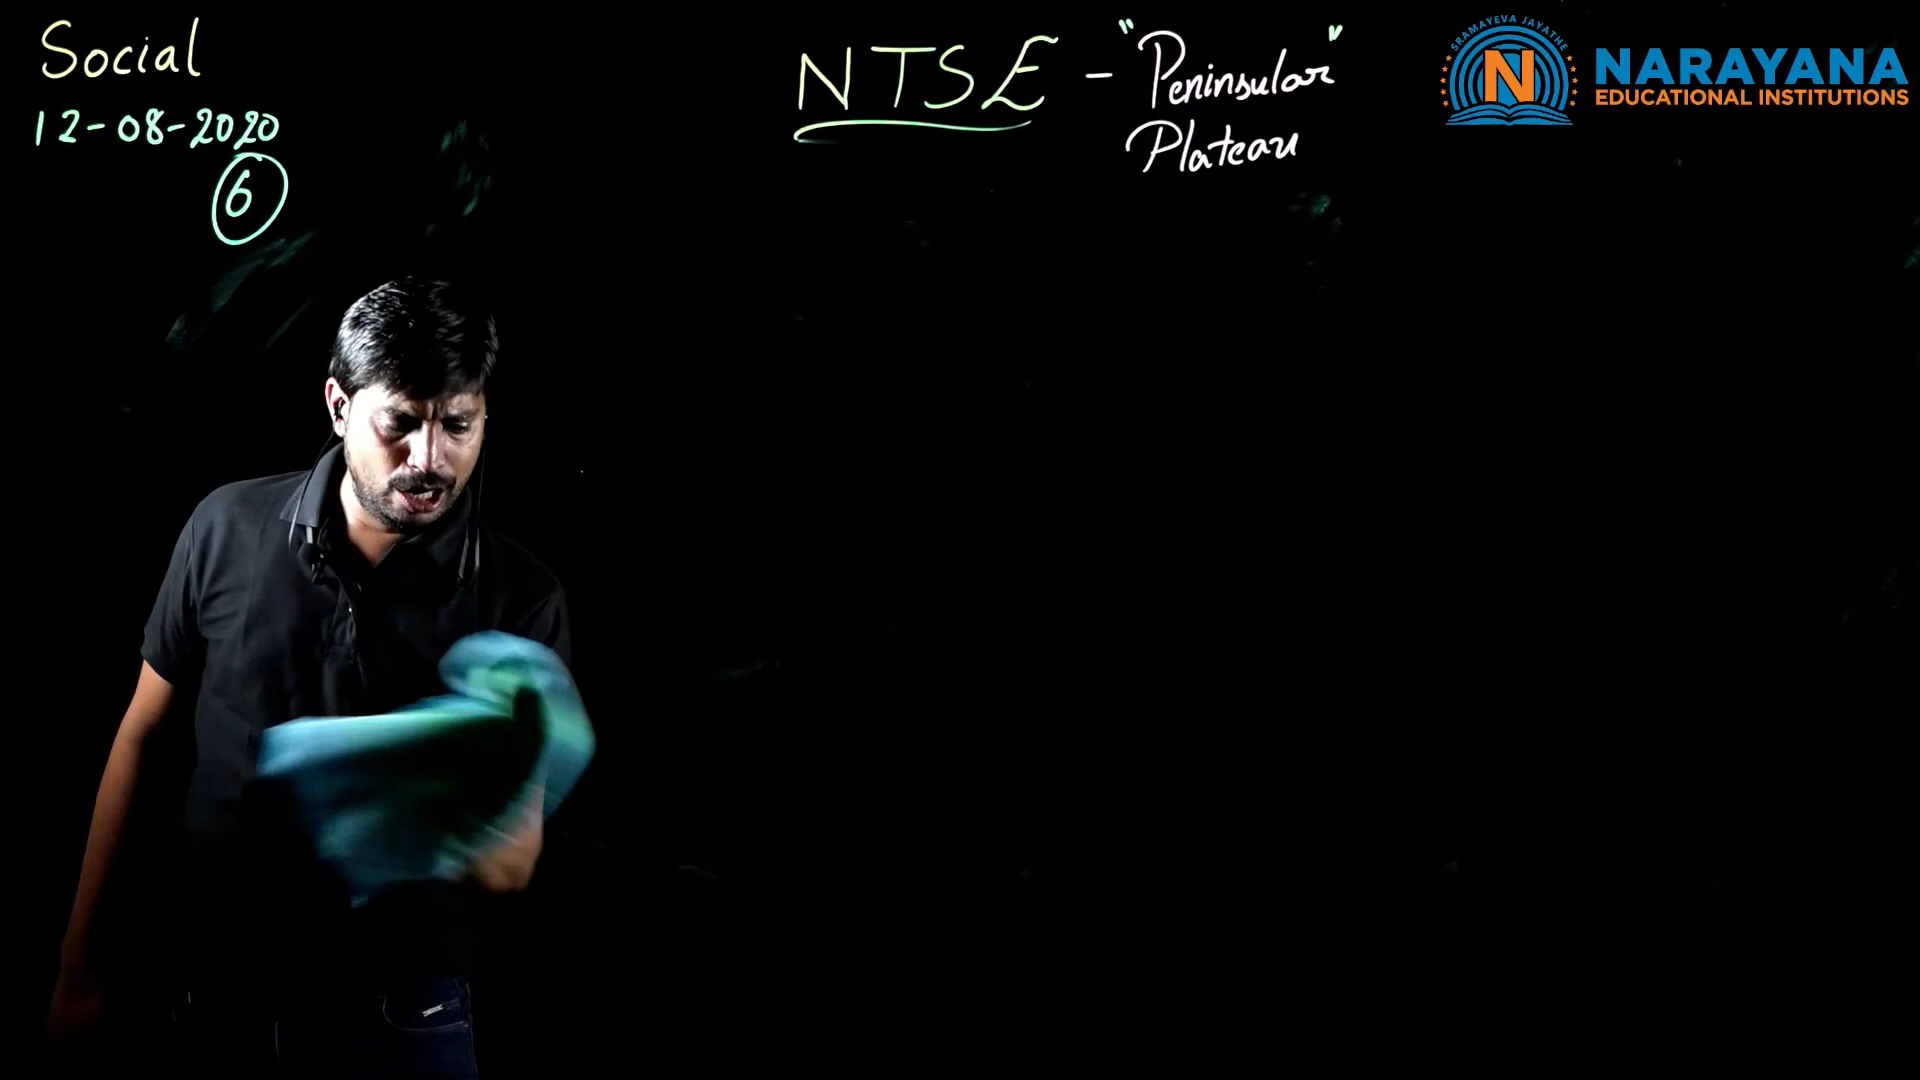 Social
12-08-2020
6
NTSE - "Peninsular"
Plateau
SRAMAYEVA JAYATHE
N
NARAYANA
EDUCATIONAL INSTITUTIONS